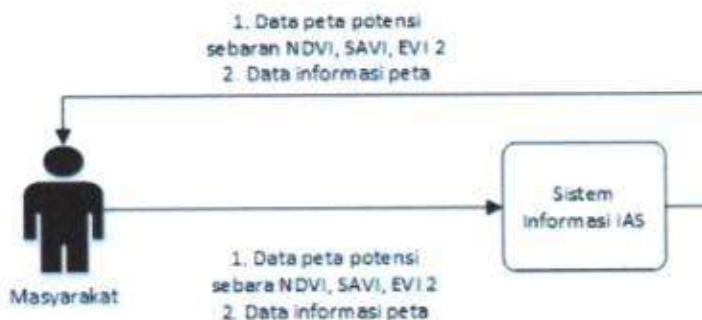 1. Data peta potensi
sebaran NDVI, SAVI, EVI 2
2. Data informasi peta
Sistem
Informasi IAS
1. Data peta potensi
sebara NDVI, SAVI, EVI 2
2. Data informasi peta
Masyarakat